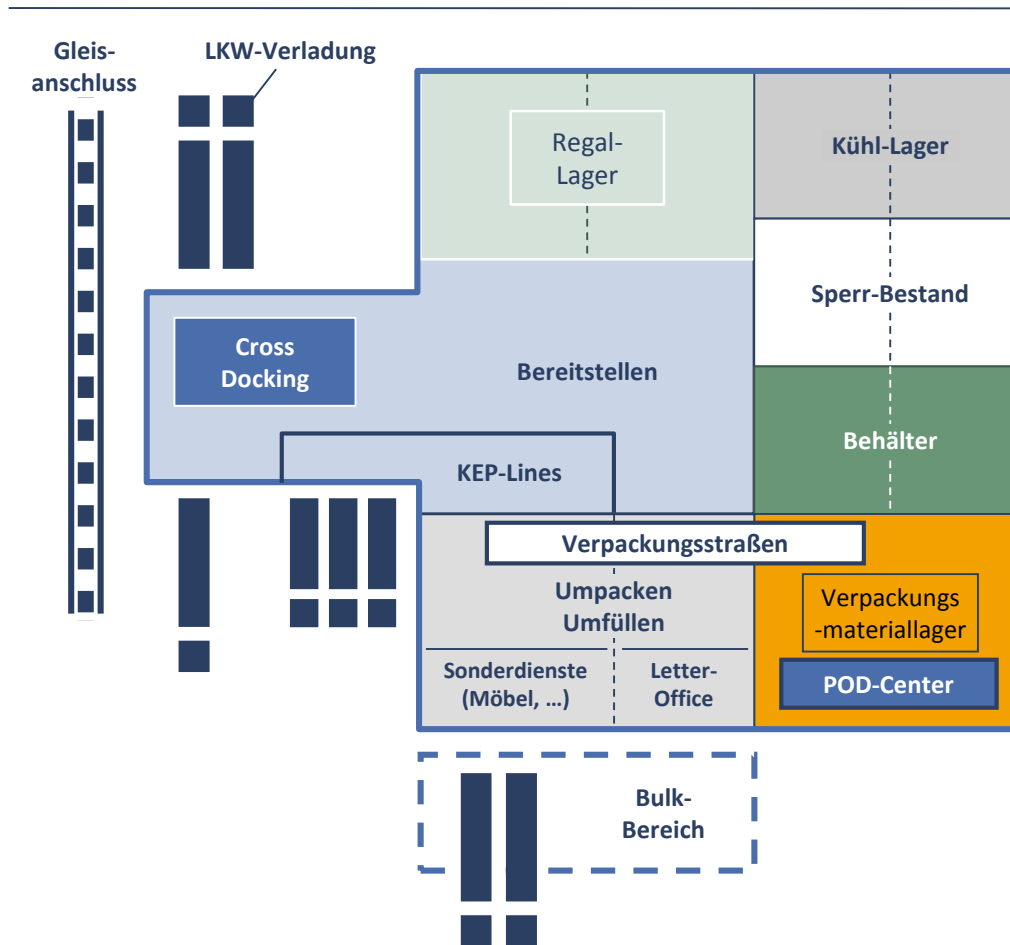 Gleis-
anschluss
LKW-Verladung
Regal-
Lager
Kühl-Lager
Sperr-Bestand
Cross
Docking
Bereitstellen
Behälter
KEP-Lines
Verpackungsstraßen
Umpacken
Umfüllen
Verpackungs
-materiallager
Sonderdienste
(Möbel, ...)
Letter-
Office
POD-Center
Bulk-
Bereich